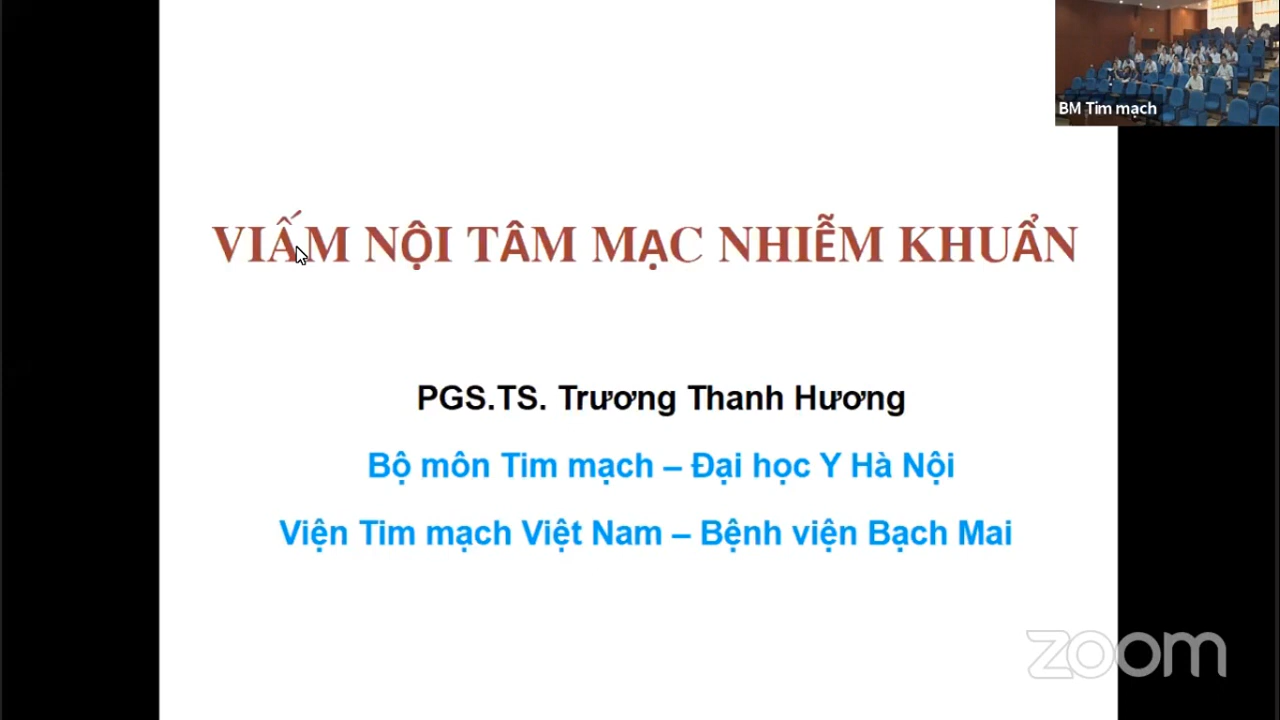 BM Tim mạch
VIẤM NỘI TÂM MẠC NHIỄM KHUẨN
PGS.TS. Trương Thanh Hương
Bộ môn Tim mạch – Đại học Y Hà Nội
Viện Tim mạch Việt Nam – Bệnh viện Bạch Mai
zoom